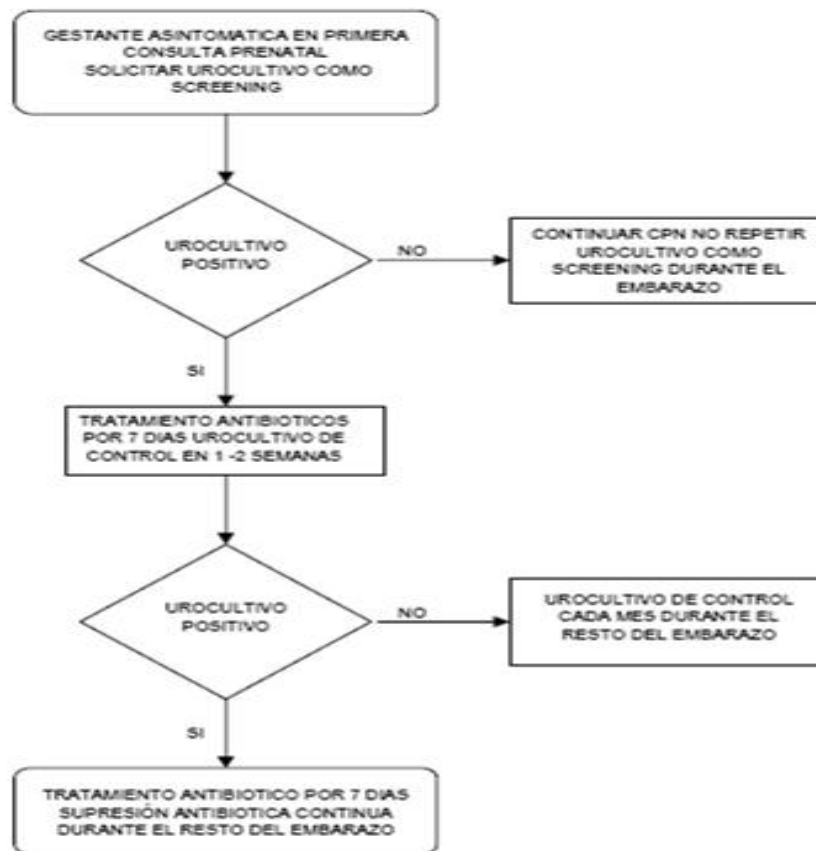 GESTANTE ASINTOMATICA EN PRIMERA
CONSULTA PRENATAL
SOLICITAR UROCULTIVO COMO
SCREENING
UROCULTIVO
POSITIVO
NO
CONTINUAR CPN NO REPETIR
UROCULTIVO COMO
SCREENING DURANTE EL
EMBARAZO
SI
TRATAMIENTO ANTIBIOTICOS
POR 7 DIAS UROCULTIVO DE
CONTROL EN 1 -2 SEMANAS
UROCULTIVO
POSITIVO
NO
UROCULTIVO DE CONTROL
CADA MES DURANTE EL
RESTO DEL EMBARAZO
SI
TRATAMIENTO ANTIBIOTICO POR 7 DIAS
SUPRESIÓN ANTIBIOTICA CONTINUA
DURANTE EL RESTO DEL EMBARAZO